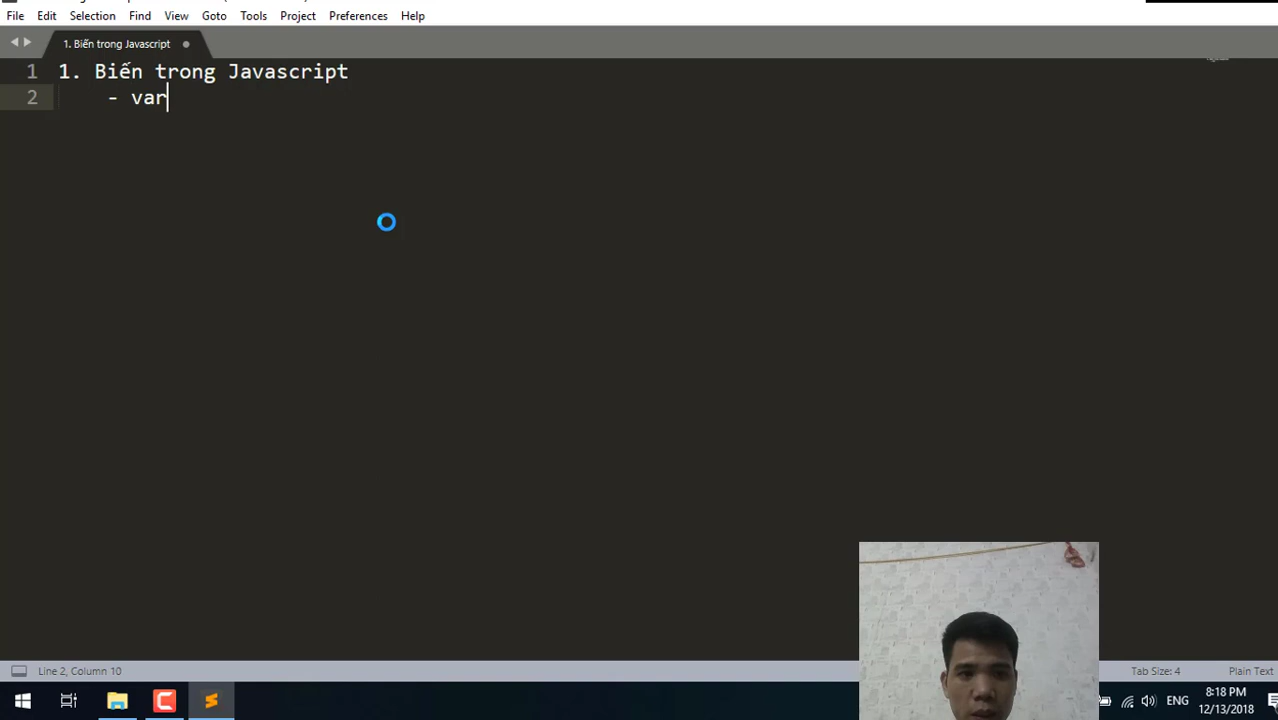 File Edit Selection Find View Goto Tools Project Preferences Help
1. Biến trong Javascript
1 1. Biến trong Javascript
2 - var
Line 2, Column 10 Tab Size: 4 Plain Text
ENG 8:18 PM
12/13/2018